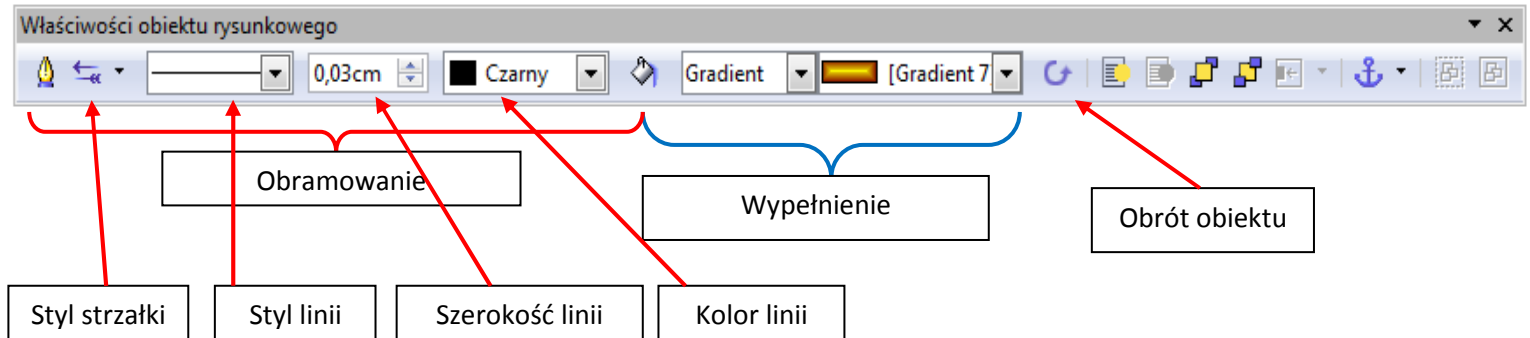 Właściwości obiektu rysunkowego
0,03cm Czarny Gradient [Gradient 7
Obramowanie
Wypełnienie
Obrót obiektu
Styl strzałki Styl linii Szerokość linii Kolor linii